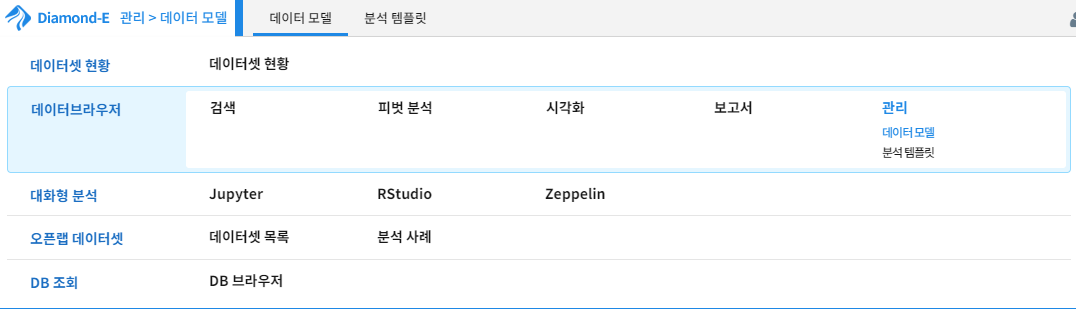 Diamond-E 관리 > 데이터 모델 데이터 모델 분석 템플릿
데이터셋 현황 데이터셋 현황
데이터브라우저 검색 피벗 분석 시각화 보고서 관리
데이터 모델
분석 템플릿
대화형 분석 Jupyter RStudio Zeppelin
오픈랩 데이터셋 데이터셋 목록 분석 사례
DB 조회 DB 브라우저